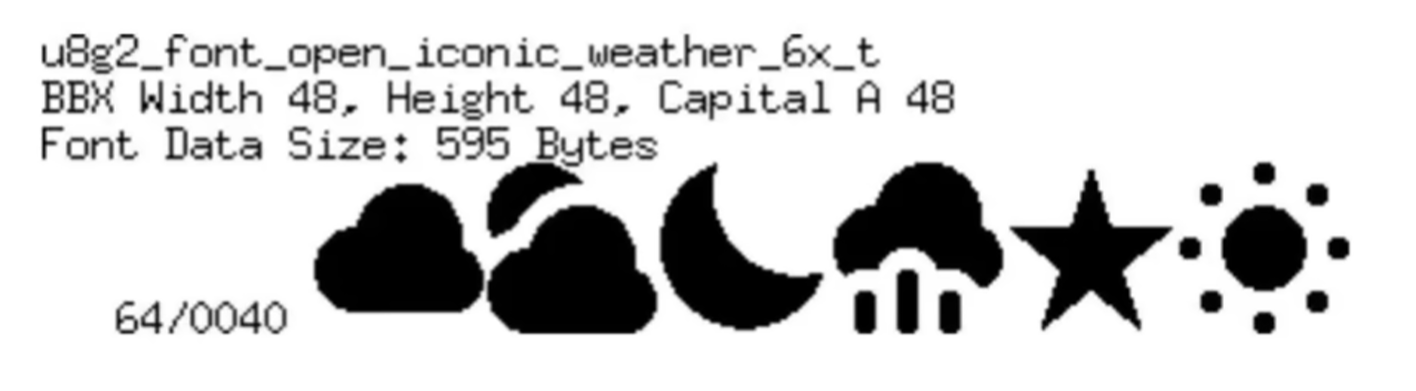 u8g2_font_open_iconic_weather_6x_t
BBX Width 48, Height 48, Capital A 48
Font Data Size: 595 Bytes
64/0040